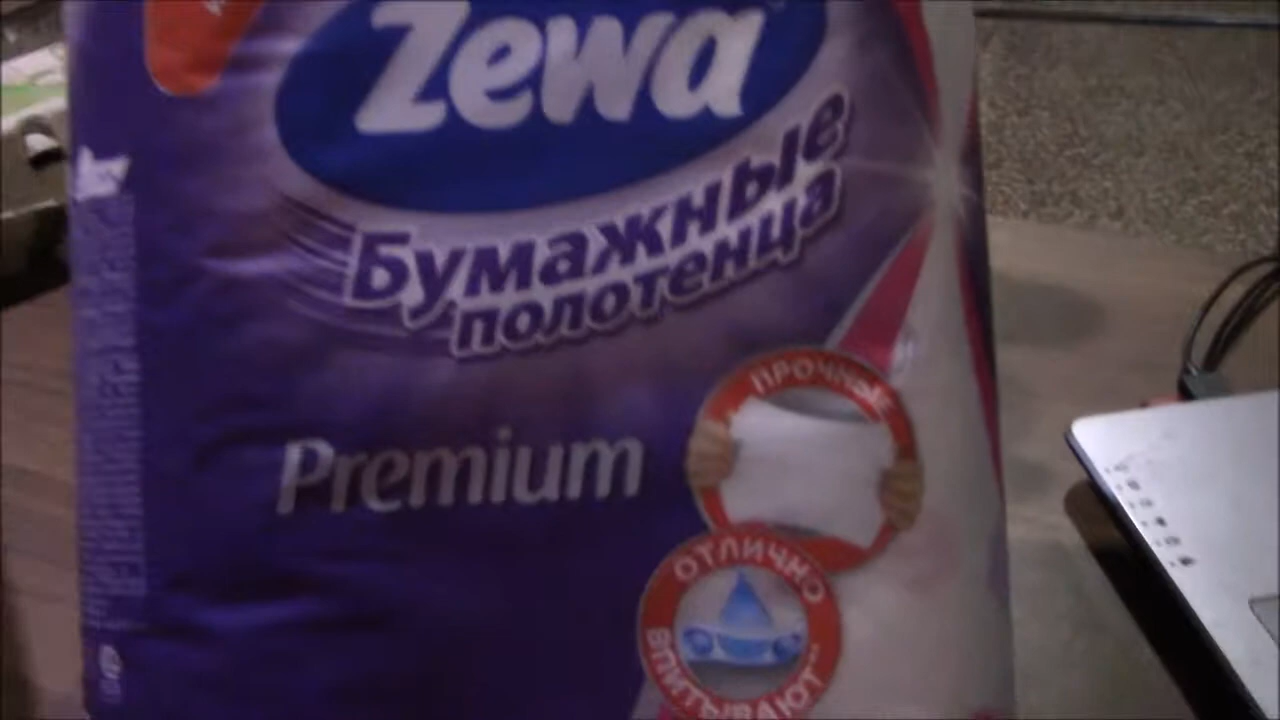 Zewa
Бумажные
полотенца
Premium
ПРОЧНЫЕ
ОТЛИЧНО
ВПИТЫВАЮТ